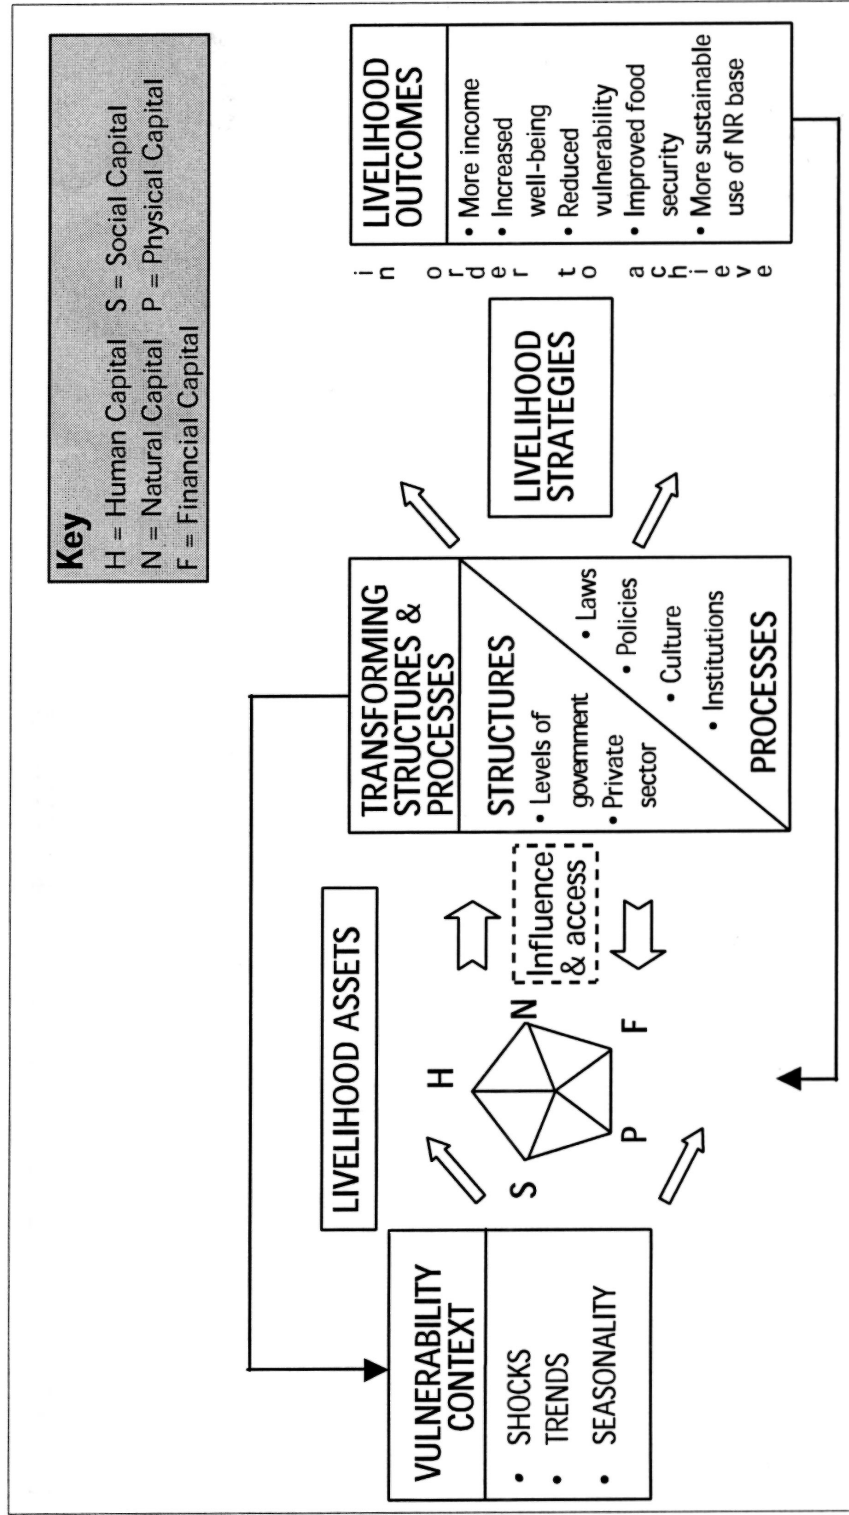 Key
H = Human Capital S = Social Capital
N = Natural Capital P = Physical Capital
F = Financial Capital
VULNERABILITY
CONTEXT
• SHOCKS
• TRENDS
• SEASONALITY
LIVELIHOOD ASSETS
H
S
N
P
F
Influence
& access
TRANSFORMING
STRUCTURES &
PROCESSES
STRUCTURES
• Levels of
government
• Private
sector
• Laws
• Policies
• Culture
• Institutions
PROCESSES
LIVELIHOOD
STRATEGIES
in order to achieve
LIVELIHOOD
OUTCOMES
• More income
• Increased
well-being
• Reduced
vulnerability
• Improved food
security
• More sustainable
use of NR base